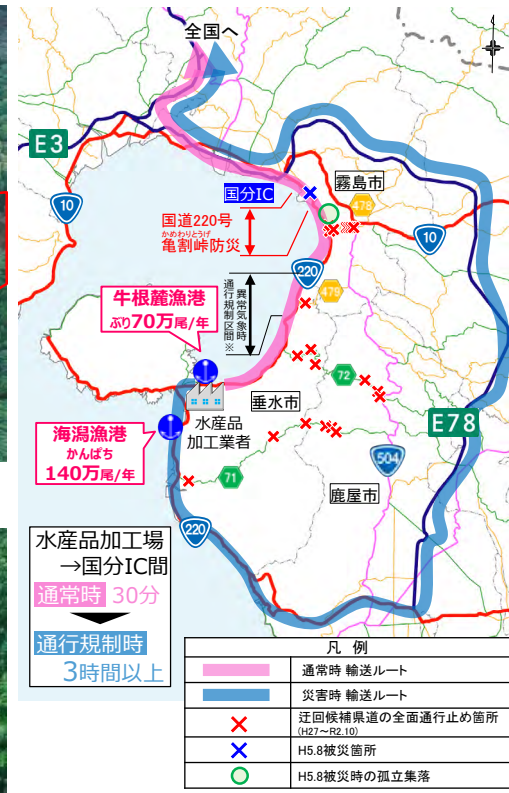 全国へ
E3
10
国分IC
霧島市
478
国道220号
かめわりとうげ
亀割峠防災
10
220
479
異常気象時
通行規制区間※
牛根麓漁港
ぶり70万尾/年
72
垂水市
水産品
加工業者
E78
海潟漁港
かんぱち
140万尾/年
504
71
鹿屋市
220
水産品加工場
→国分IC間
通常時 30分
通行規制時
3時間以上
凡 例
通常時 輸送ルート
災害時 輸送ルート
迂回候補県道の全面通行止め箇所
(H27~R2.10)
H5.8被災箇所
H5.8被災時の孤立集落